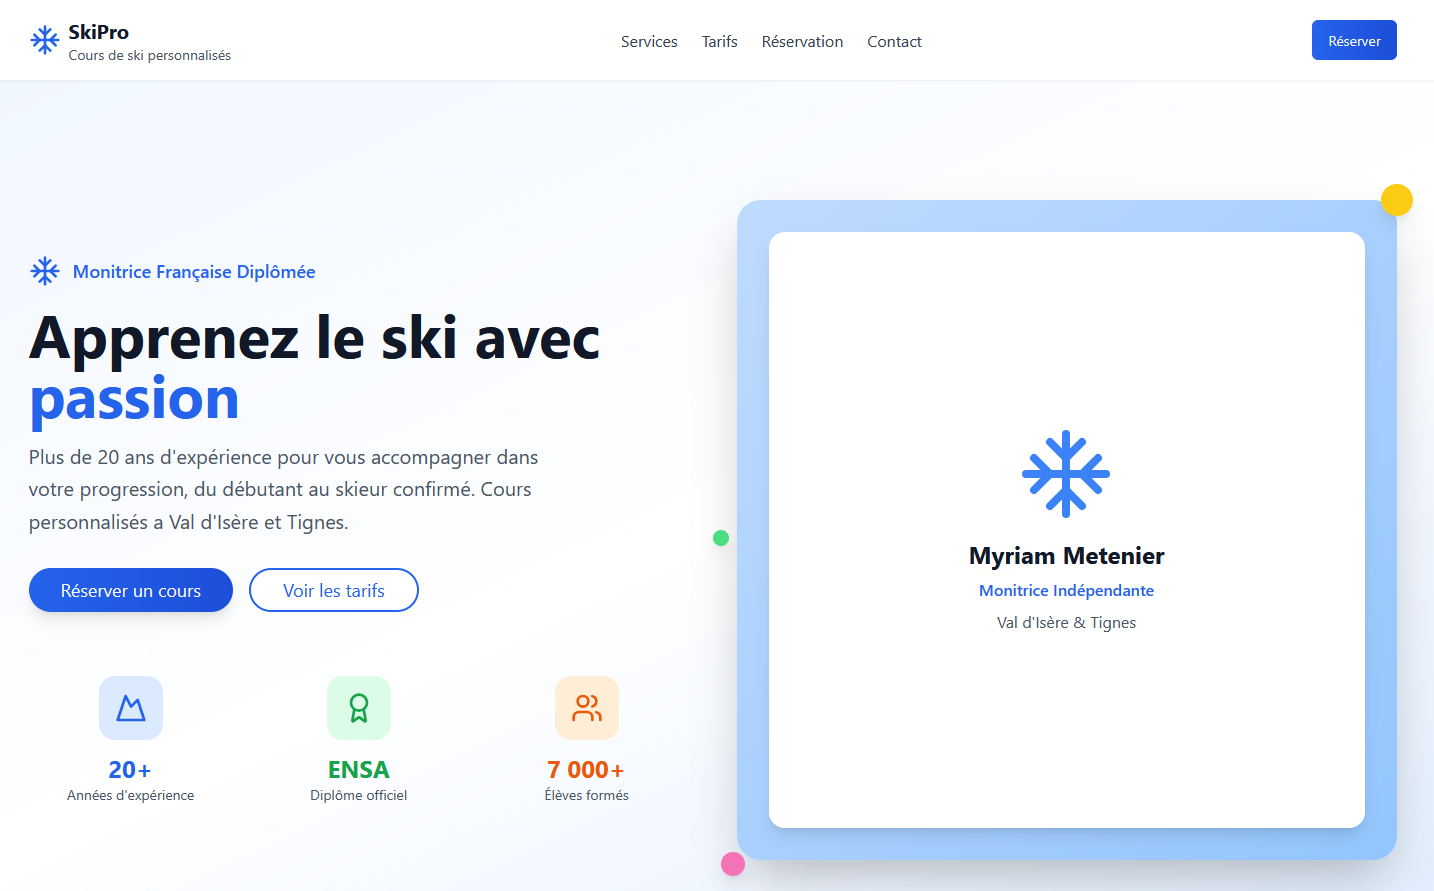 SkiPro
Cours de ski personnalisés
Services
Tarifs
Réservation
Contact
Réserver
Monitrice Française Diplômée
Apprenez le ski avec
passion
Plus de 20 ans d'expérience pour vous accompagner dans
votre progression, du débutant au skieur confirmé. Cours
personnalisés a Val d'Isère et Tignes.
Réserver un cours
Voir les tarifs
20+
Années d'expérience
ENSA
Diplôme officiel
7 000+
Élèves formés
Myriam Metenier
Monitrice Indépendante
Val d'Isère & Tignes